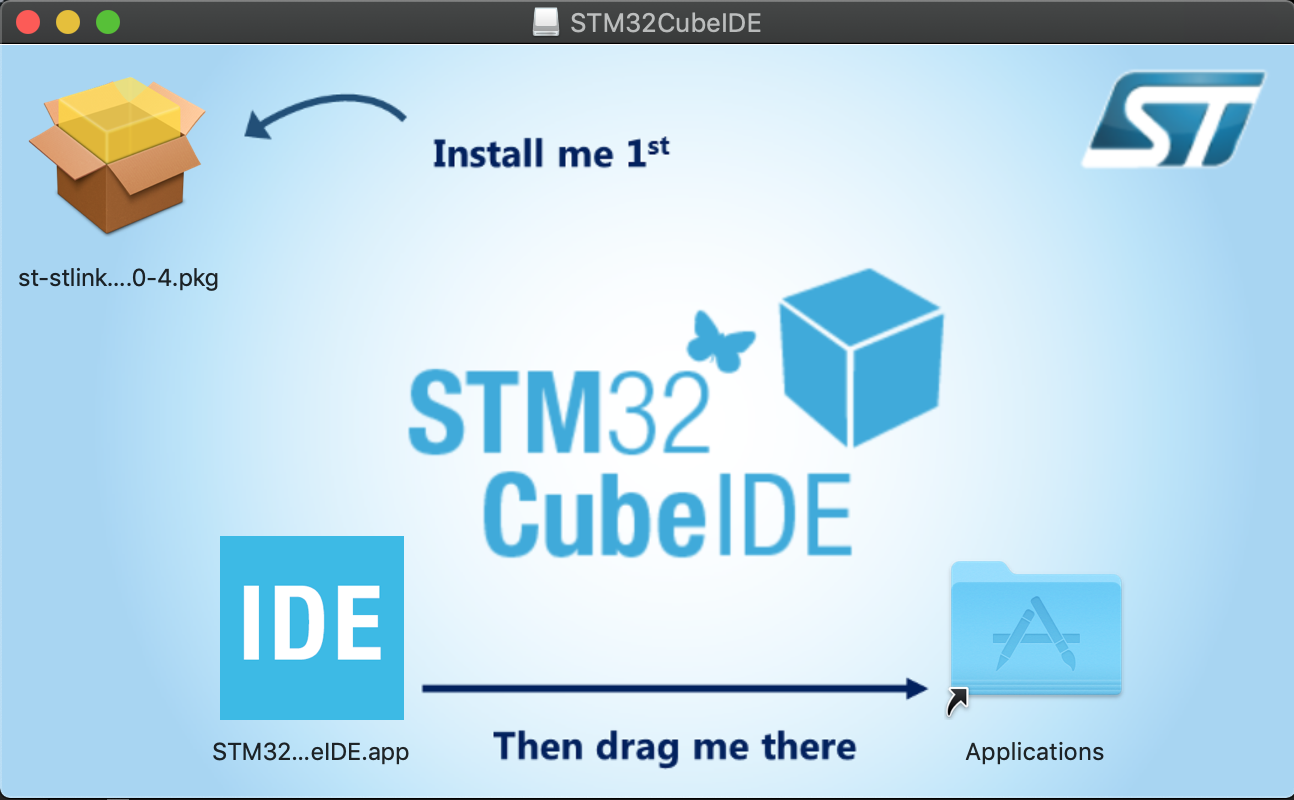 STM32CubeIDE
ST
Install me 1st
st-stlink....0-4.pkg
STM32
CubeIDE
IDE
STM32...eIDE.app
Then drag me there
Applications